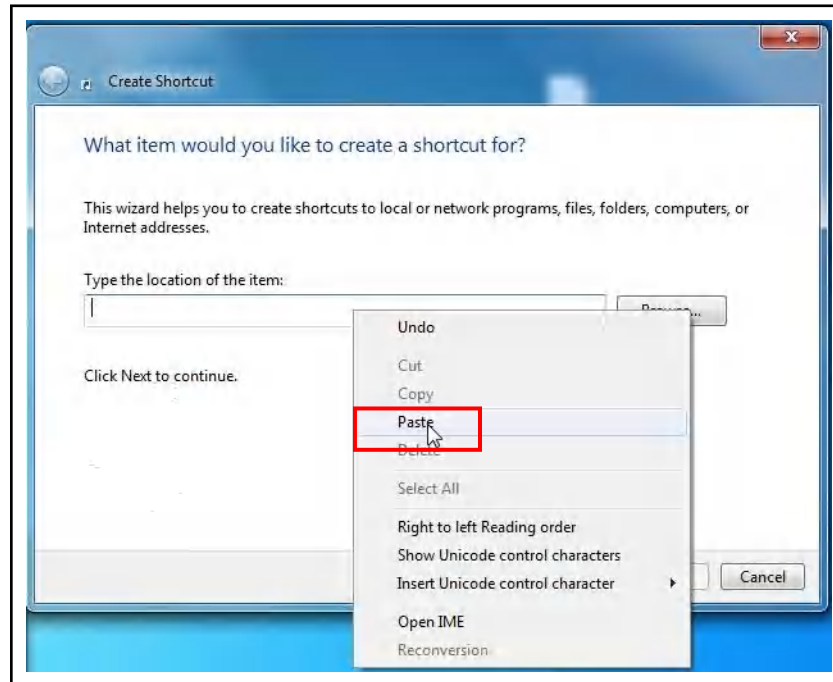 Create Shortcut
What item would you like to create a shortcut for?
This wizard helps you to create shortcuts to local or network programs, files, folders, computers, or
Internet addresses.
Type the location of the item:
Click Next to continue.
Undo
Cut
Copy
Paste
Delete
Select All
Right to left Reading order
Show Unicode control characters
Insert Unicode control character
Open IME
Reconversion
Cancel